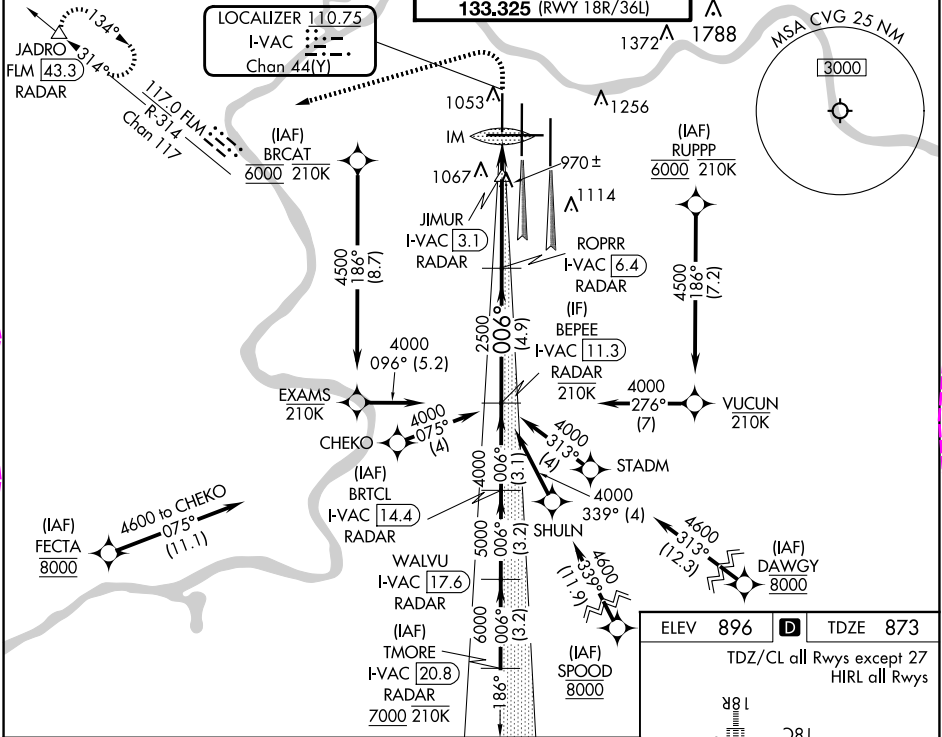 133.325 (RWY 18R/36L)
LOCALIZER 110.75
I-VAC
Chan 44(Y)
134°
JADRO
FLM 43.3
RADAR
314°
117.0 FLM
R-314
Chan 117
1372
1788
MSA CVG 25 NM
3000
1053
1256
IM
970 ±
1067
1114
(IAF)
BRCAT
6000 210K
4500
186°
(8.7)
(IAF)
RUPPP
6000 210K
4500
186°
(7.2)
JIMUR
I-VAC 3.1
RADAR
ROPRR
I-VAC 6.4
RADAR
2500
006°
(4.9)
(IF)
BEPEE
I-VAC 11.3
RADAR
210K
4000
096° (5.2)
EXAMS
210K
4000
276°
(7)
VUCUN
210K
CHEKO
4000
075°
(4)
4000
313°
(4)
STADM
4000
006°
(3.1)
4000
339° (4)
SHULN
(IAF)
BRTCL
I-VAC 14.4
RADAR
(IAF)
FECTA
8000
4600 to CHEKO
075°
(11.1)
5000
006°
(3.2)
4600
313°
(12.3)
(IAF)
DAWGY
8000
WALVU
I-VAC 17.6
RADAR
4600
339°
(11.9)
(IAF)
SPOOD
8000
6000
006°
(3.2)
(IAF)
TMORE
I-VAC 20.8
RADAR
7000 210K
186°
ELEV 896 D TDZE 873
TDZ/CL all Rwys except 27
HIRL all Rwys
18R
18C